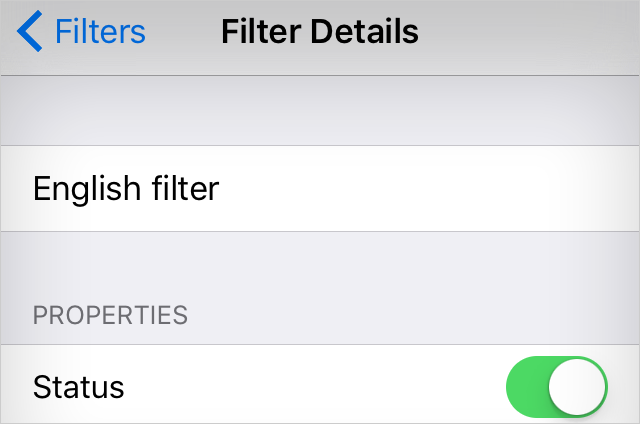 Filters
Filter Details
English filter
PROPERTIES
Status